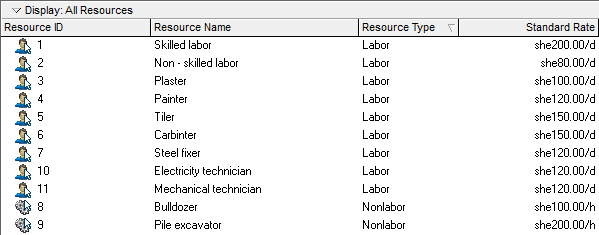 Display: All Resources
Resource ID Resource Name Resource Type Standard Rate
1 Skilled labor Labor she200.00/d
2 Non - skilled labor Labor she80.00/d
3 Plaster Labor she100.00/d
4 Painter Labor she120.00/d
5 Tiler Labor she150.00/d
6 Carbinter Labor she150.00/d
7 Steel fixer Labor she120.00/d
10 Electricity technician Labor she120.00/d
11 Mechanical technician Labor she120.00/d
8 Bulldozer Nonlabor she100.00/h
9 Pile excavator Nonlabor she200.00/h